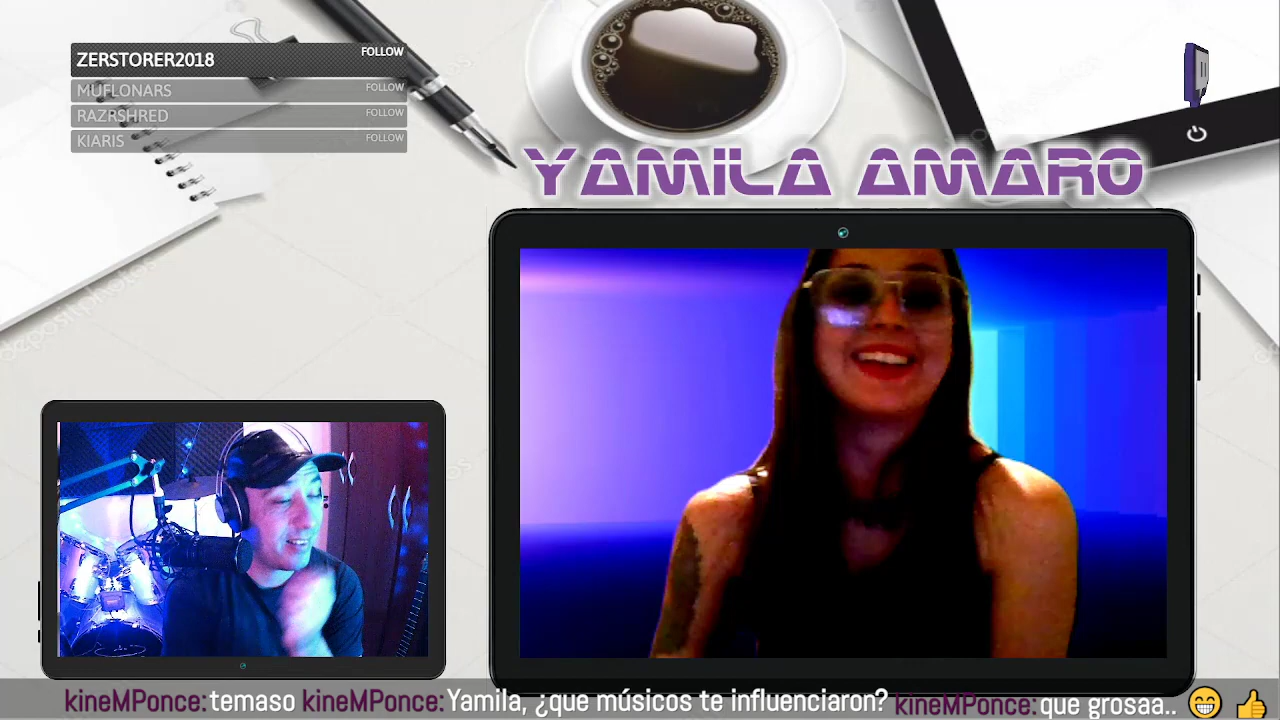 ZERSTORER2018 FOLLOW
MUFLONARS FOLLOW
RAZRSHRED FOLLOW
KIARIS FOLLOW
YAMiLA AMARO
kineMPonce: temaso kineMPonce: Yamila, ¿que músicos te influenciaron? kineMPonce: que grosaa.. 😁 👍